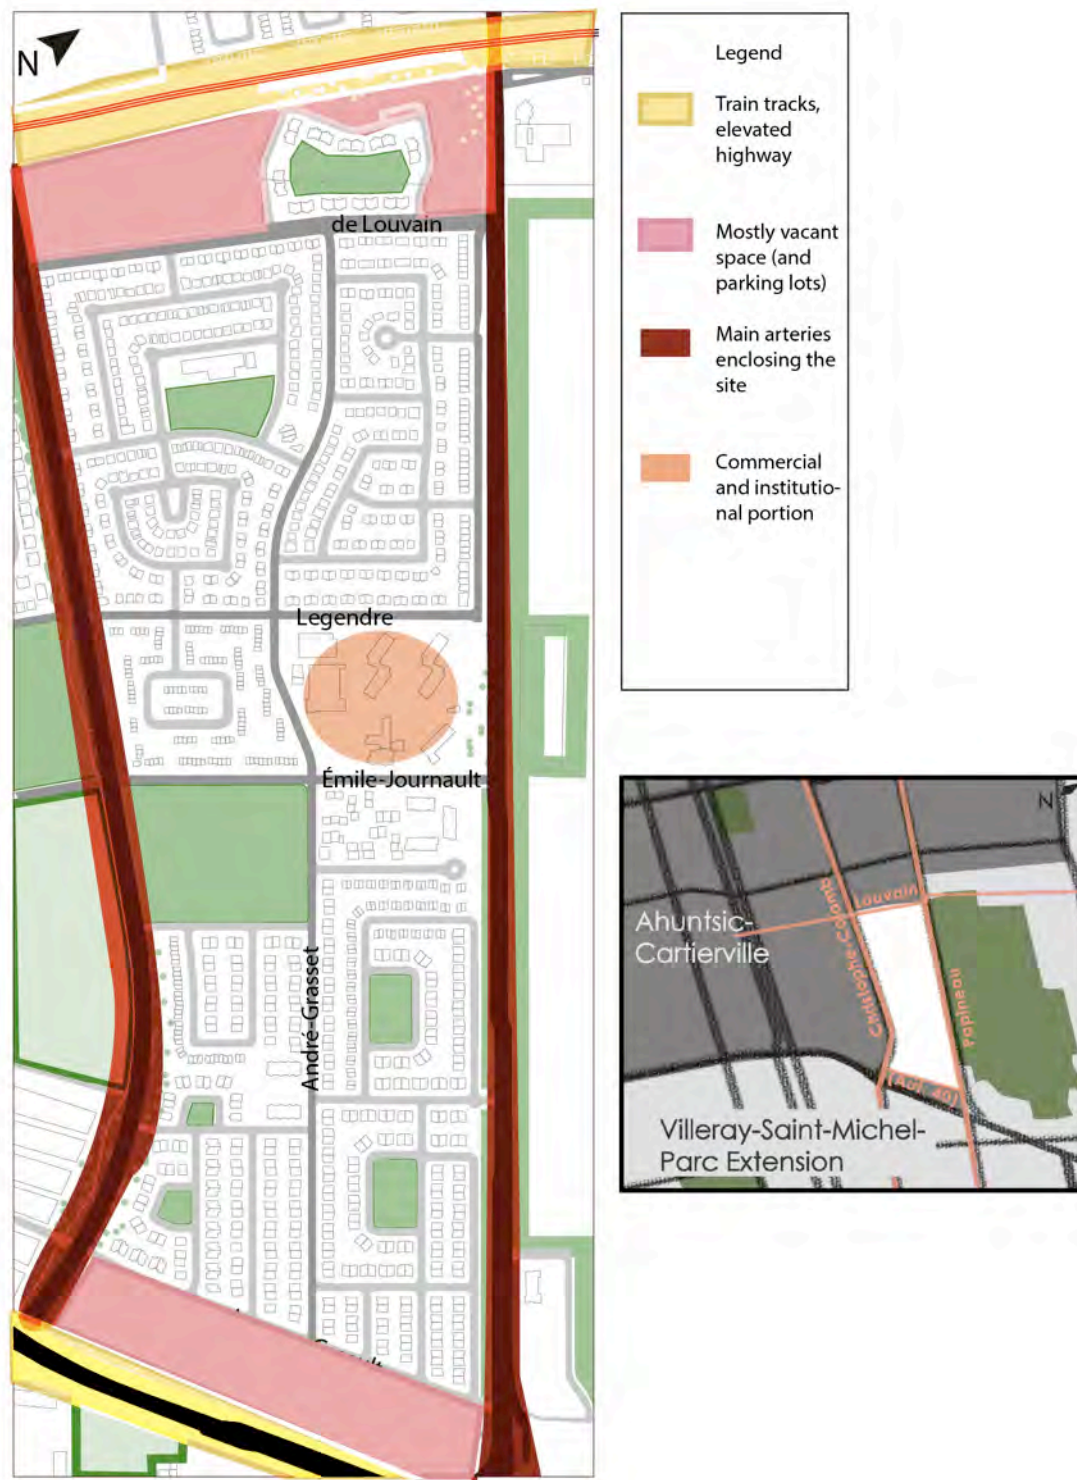 N
de Louvain
Legendre
Émile-Journault
André-Grasset
Legend
Train tracks,
elevated
highway
Mostly vacant
space (and
parking lots)
Main arteries
enclosing the
site
Commercial
and institutio-
nal portion
N
Ahuntsic-
Cartierville
Christophe-Colomb
Louvain
Papineau
(Aut. 40)
Villeray-Saint-Michel-
Parc Extension